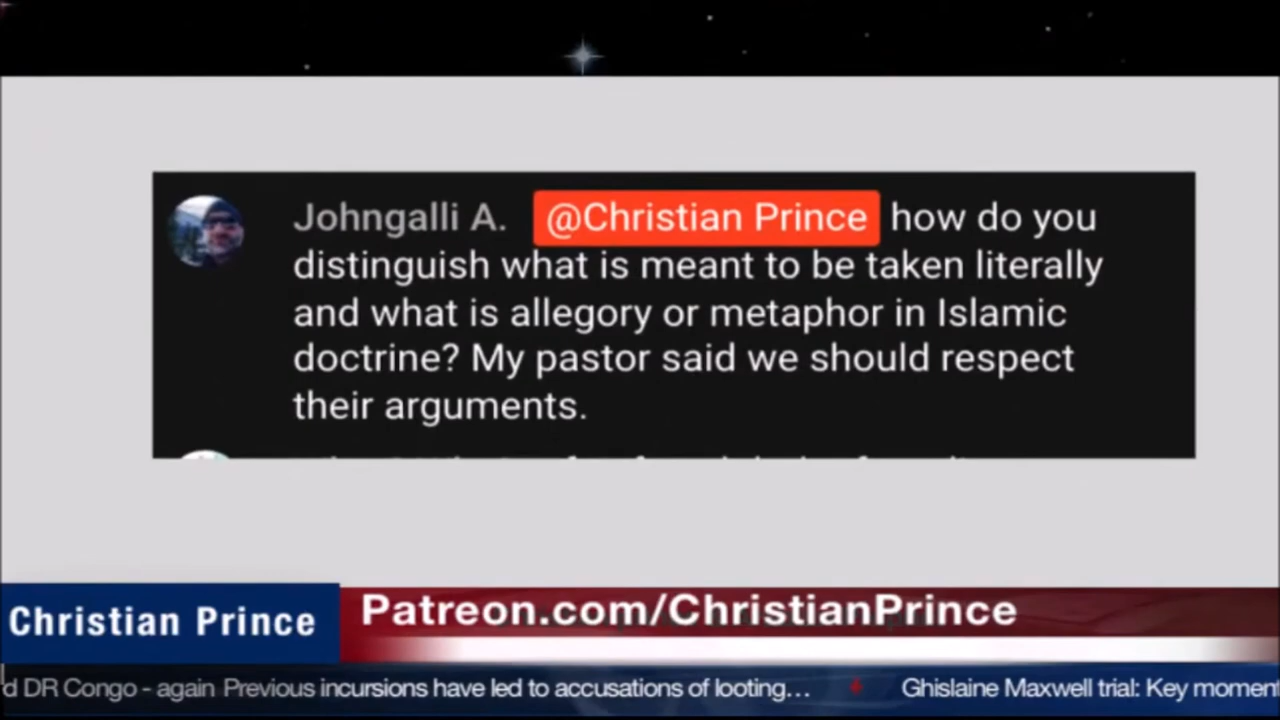 Johngalli A. @Christian Prince how do you
distinguish what is meant to be taken literally
and what is allegory or metaphor in Islamic
doctrine? My pastor said we should respect
their arguments.
Christian Prince
Patreon.com/ChristianPrince
d DR Congo - again Previous incursions have led to accusations of looting... Ghislaine Maxwell trial: Key moment